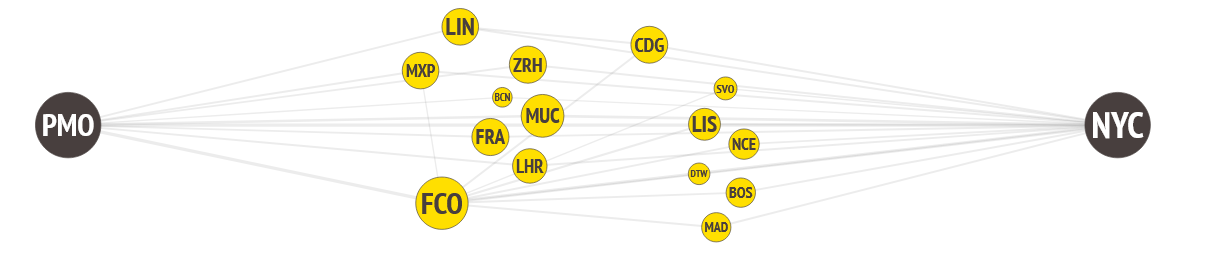 PMO
LIN
MXP
ZRH
BCN
MUC
FRA
LHR
FCO
CDG
SVO
LIS
NCE
DTW
BOS
MAD
NYC